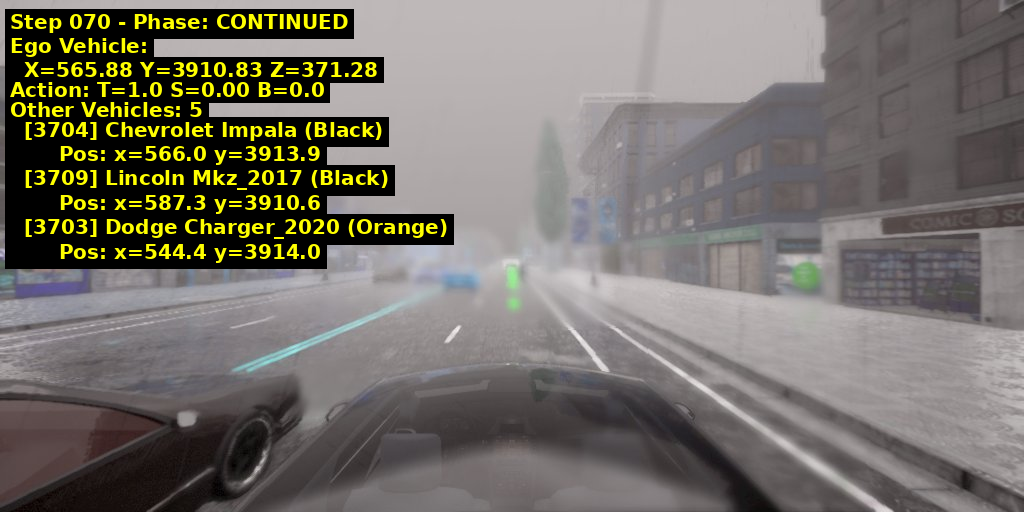 Step 070 - Phase: CONTINUED
Ego Vehicle:
X=565.88 Y=3910.83 Z=371.28
Action: T=1.0 S=0.00 B=0.0
Other Vehicles: 5
[3704] Chevrolet Impala (Black)
Pos: x=566.0 y=3913.9
[3709] Lincoln Mkz_2017 (Black)
Pos: x=587.3 y=3910.6
[3703] Dodge Charger_2020 (Orange)
Pos: x=544.4 y=3914.0
COMIC